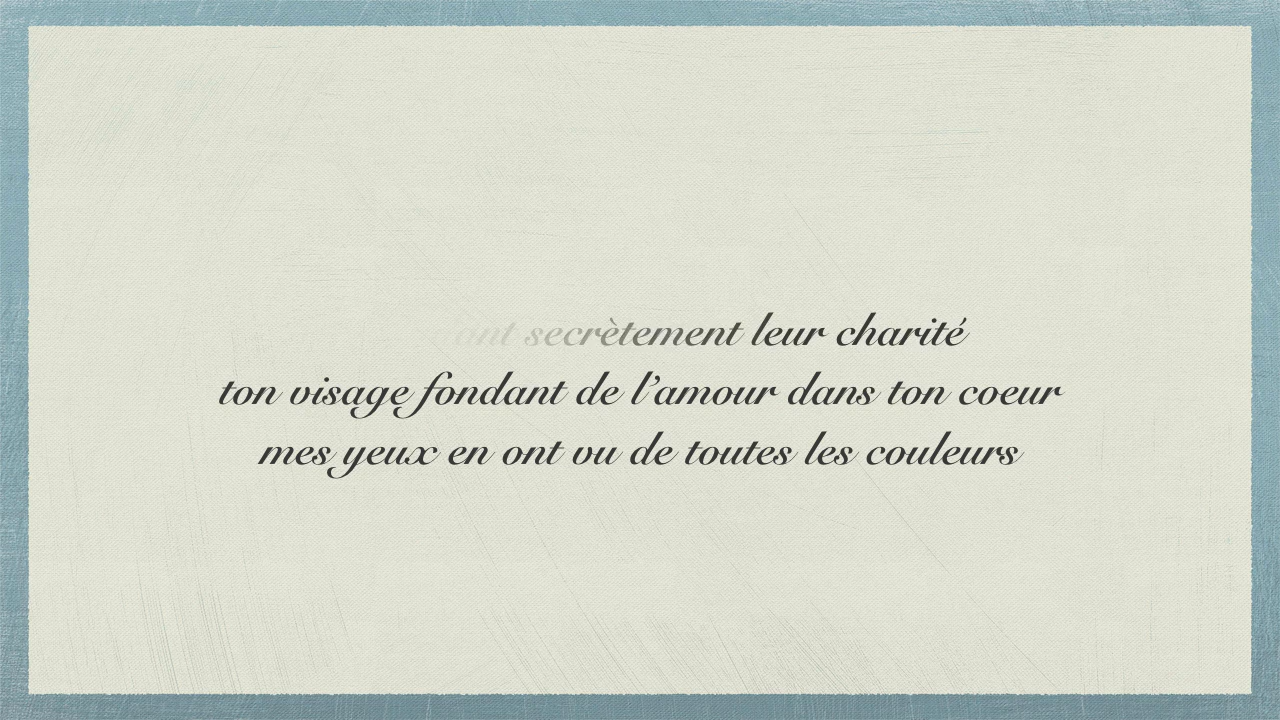 secrètement leur charité
ton visage fondant de l'amour dans ton coeur
mes yeux en ont vu de toutes les couleurs